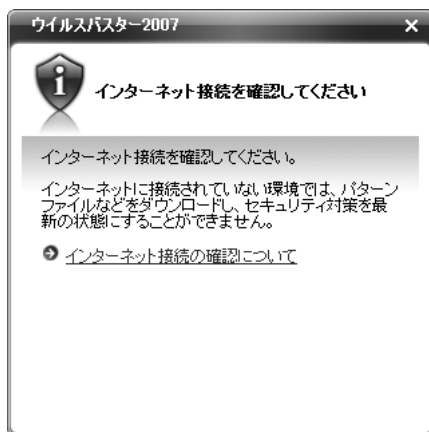 ウイルスバスター2007
インターネット接続を確認してください
インターネット接続を確認してください。
インターネットに接続されていない環境では、パターン
ファイルなどをダウンロードし、セキュリティ対策を最
新の状態にすることができません。
インターネット接続の確認について